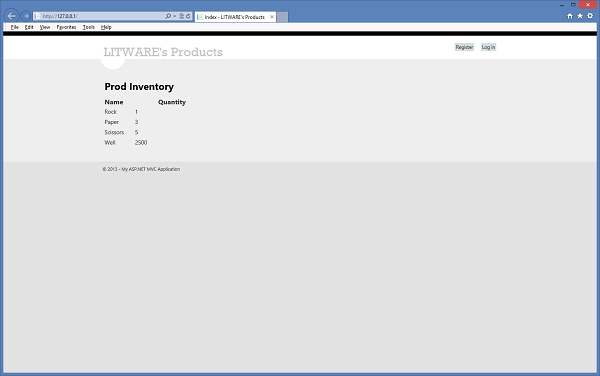 http://127.0.0.1/
Index - LITWARE's Products
File Edit View Favorites Tools Help
LITWARE's Products
Register Log in
Prod Inventory
Name Quantity
Rock 1
Paper 3
Scissors 5
Well 2500
© 2013 - My ASP.NET MVC Application